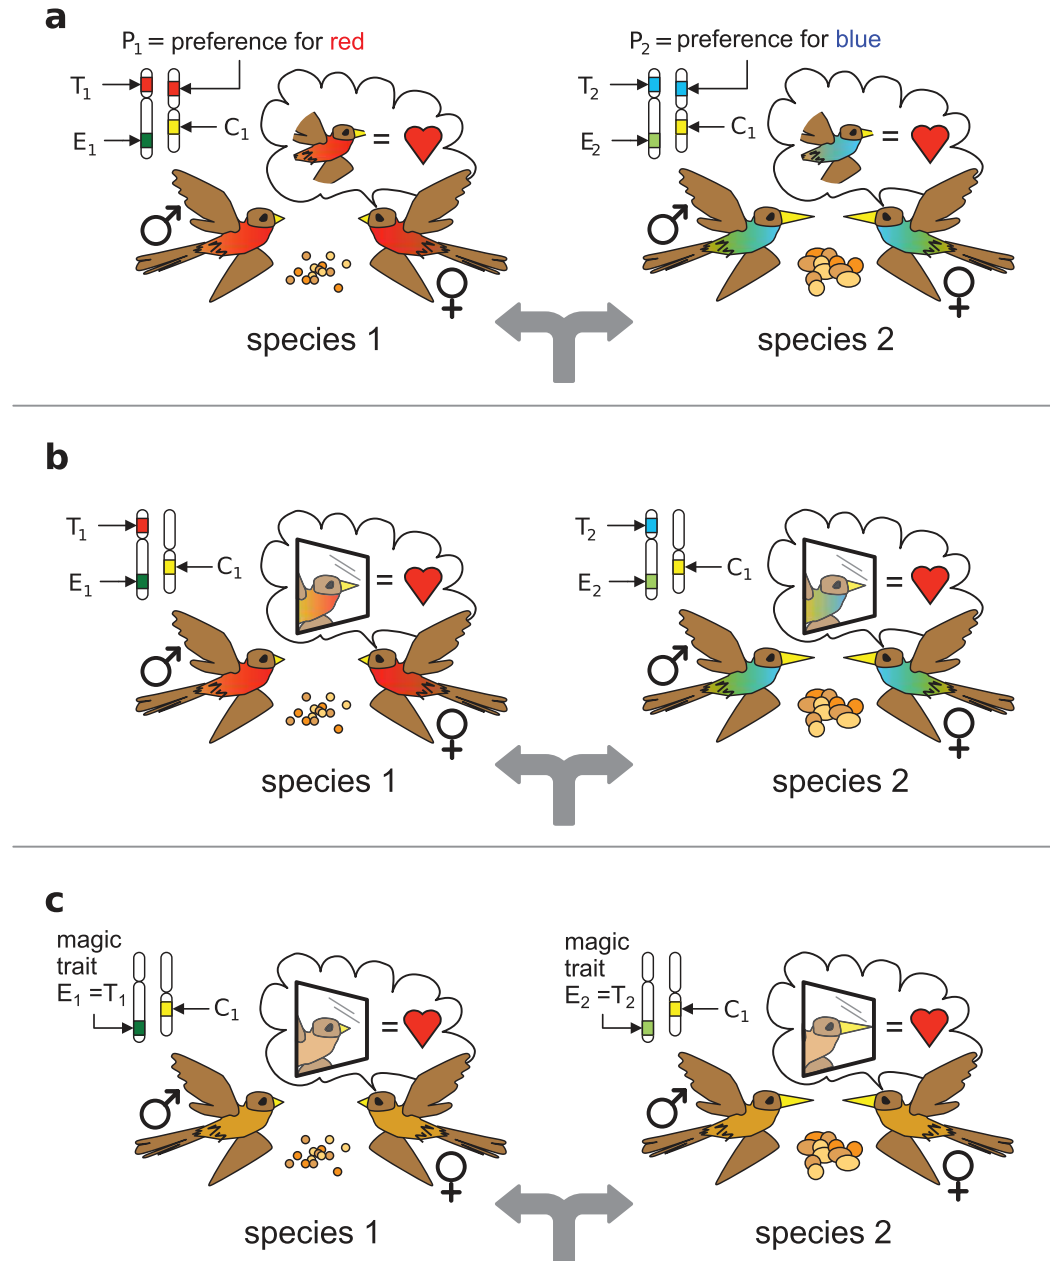 a
P₁ = preference for red
T₁
E₁
C₁
=
species 1
P₂ = preference for blue
T₂
E₂
C₁
=
species 2
b
T₁
E₁
C₁
=
species 1
T₂
E₂
C₁
=
species 2
c
magic
trait
E₁ =T₁
C₁
=
species 1
magic
trait
E₂ =T₂
C₁
=
species 2